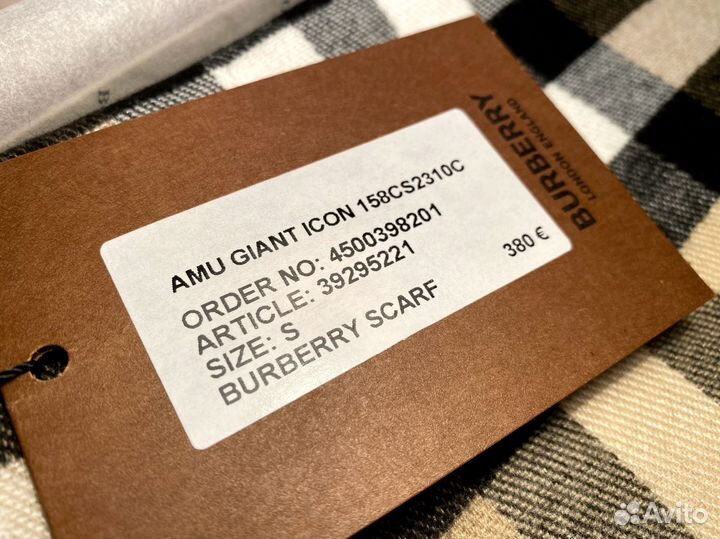 BURBERRY
LONDON ENGLAND
AMU GIANT ICON 158CS2310C
ORDER NO: 4500398201
ARTICLE: 39295221
SIZE: S
BURBERRY SCARF
380 €
Avito